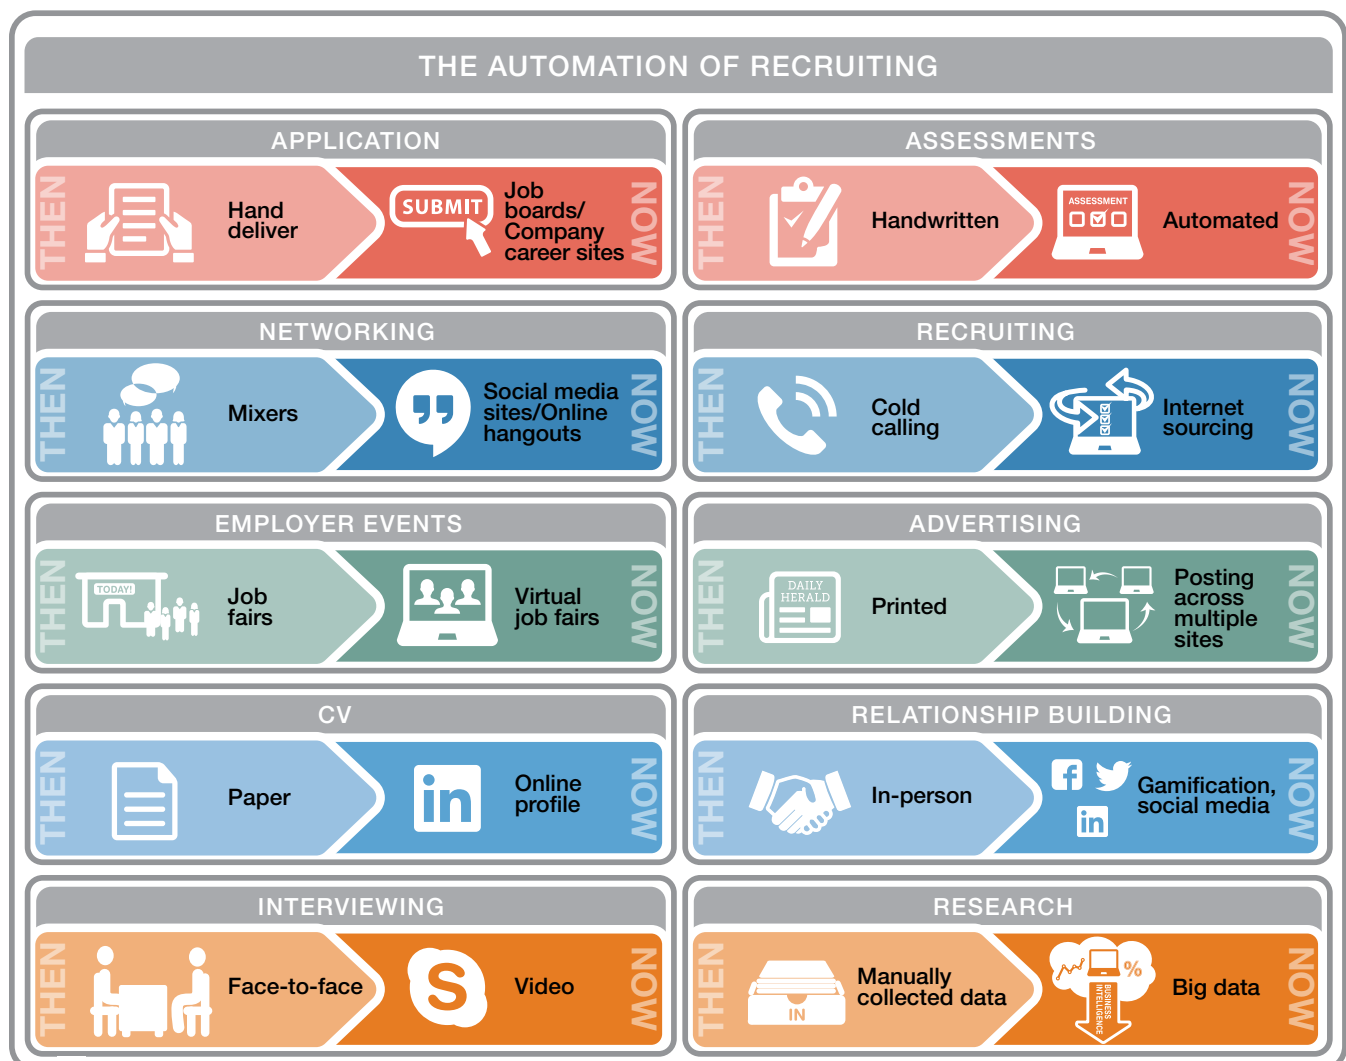 THE AUTOMATION OF RECRUITING
APPLICATION
THEN
Hand
deliver
SUBMIT
Job
boards/
Company
career sites
NOW
ASSESSMENTS
THEN
Handwritten
ASSESSMENT
Automated
NOW
NETWORKING
THEN
Mixers
Social media
sites/Online
hangouts
NOW
RECRUITING
THEN
Cold
calling
Internet
sourcing
NOW
EMPLOYER EVENTS
THEN
TODAY!
Job
fairs
Virtual
job fairs
NOW
ADVERTISING
THEN
DAILY
HERALD
Printed
Posting
across
multiple
sites
NOW
CV
THEN
Paper
in
Online
profile
NOW
RELATIONSHIP BUILDING
THEN
In-person
f
in
Gamification,
social media
NOW
INTERVIEWING
THEN
Face-to-face
S
Video
NOW
RESEARCH
THEN
IN
Manually
collected data
%
BUSINESS
INTELLIGENCE
Big data
NOW